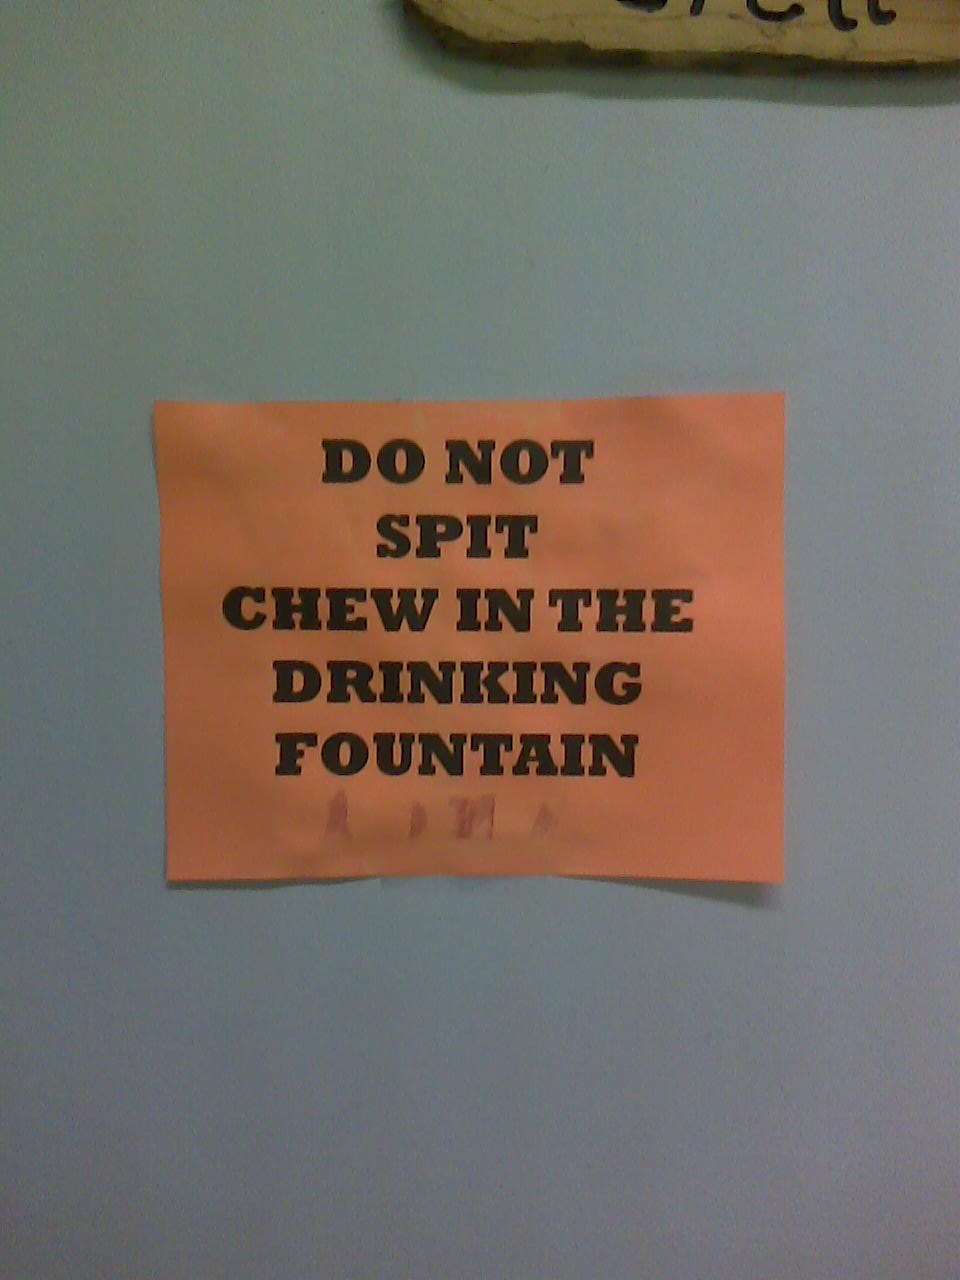 DO NOT
SPIT
CHEW IN THE
DRINKING
FOUNTAIN